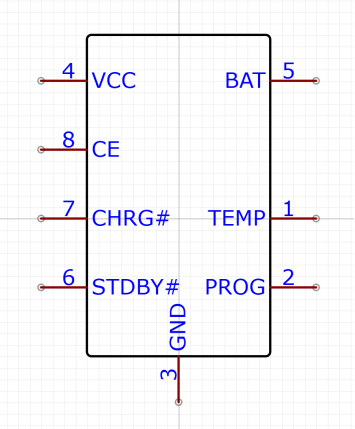 4 VCC BAT 5
8 CE
7 CHRG# TEMP 1
6 STDBY# PROG 2
GND
3